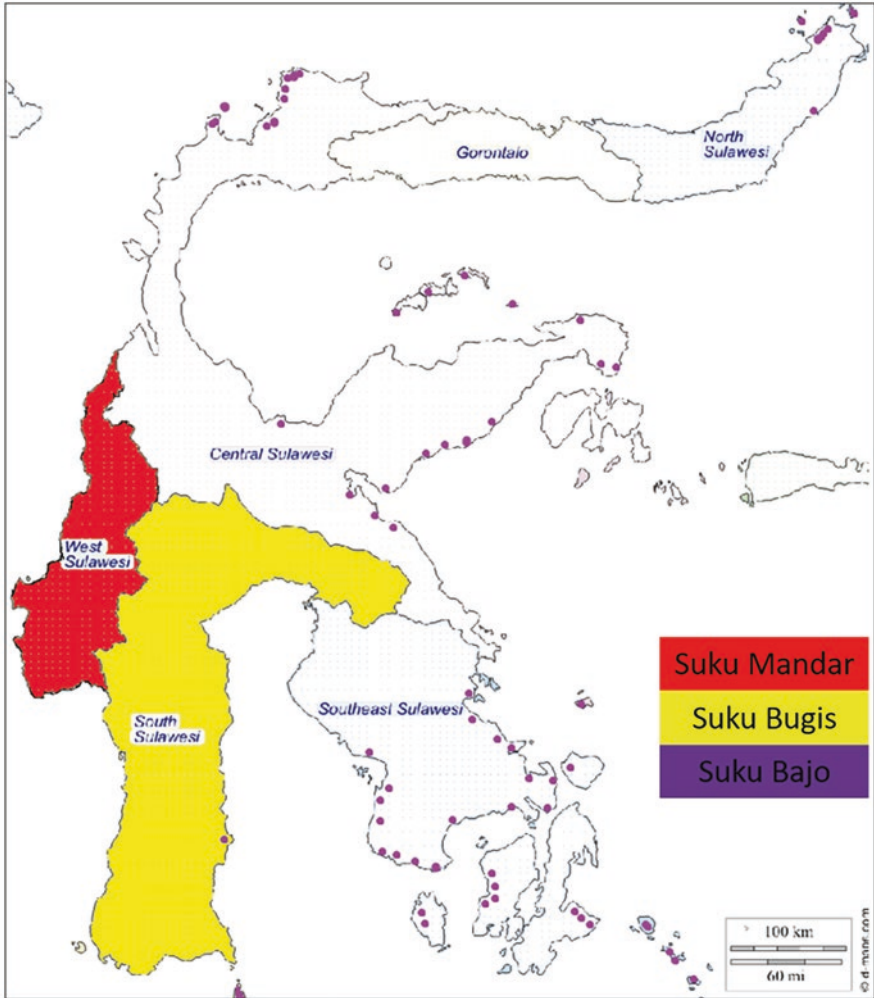 North
Sulawesi
Gorontalo
Central Sulawesi
West
Sulawesi
Suku Mandar
Suku Bugis
Suku Bajo
Southeast Sulawesi
South
Sulawesi
100 km
60 mi
© d-maps.com